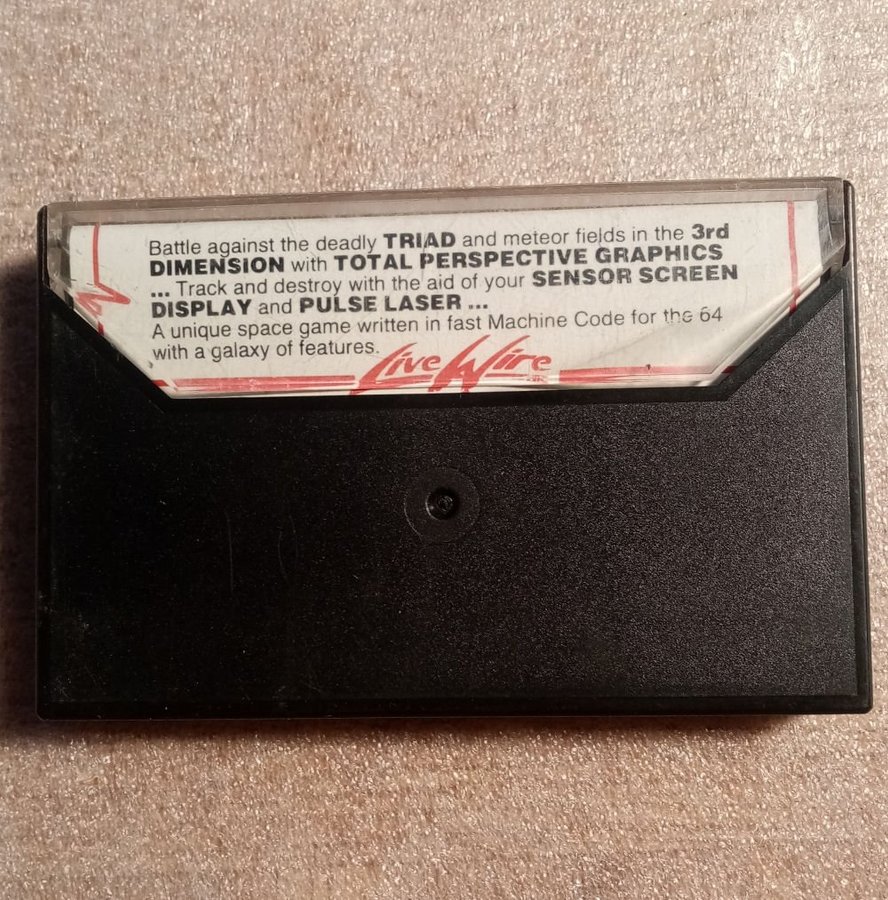 Battle against the deadly TRIAD and meteor fields in the 3rd
DIMENSION with TOTAL PERSPECTIVE GRAPHICS
... Track and destroy with the aid of your SENSOR SCREEN
DISPLAY and PULSE LASER ...
A unique space game written in fast Machine Code for the 64
with a galaxy of features.
LiveWire